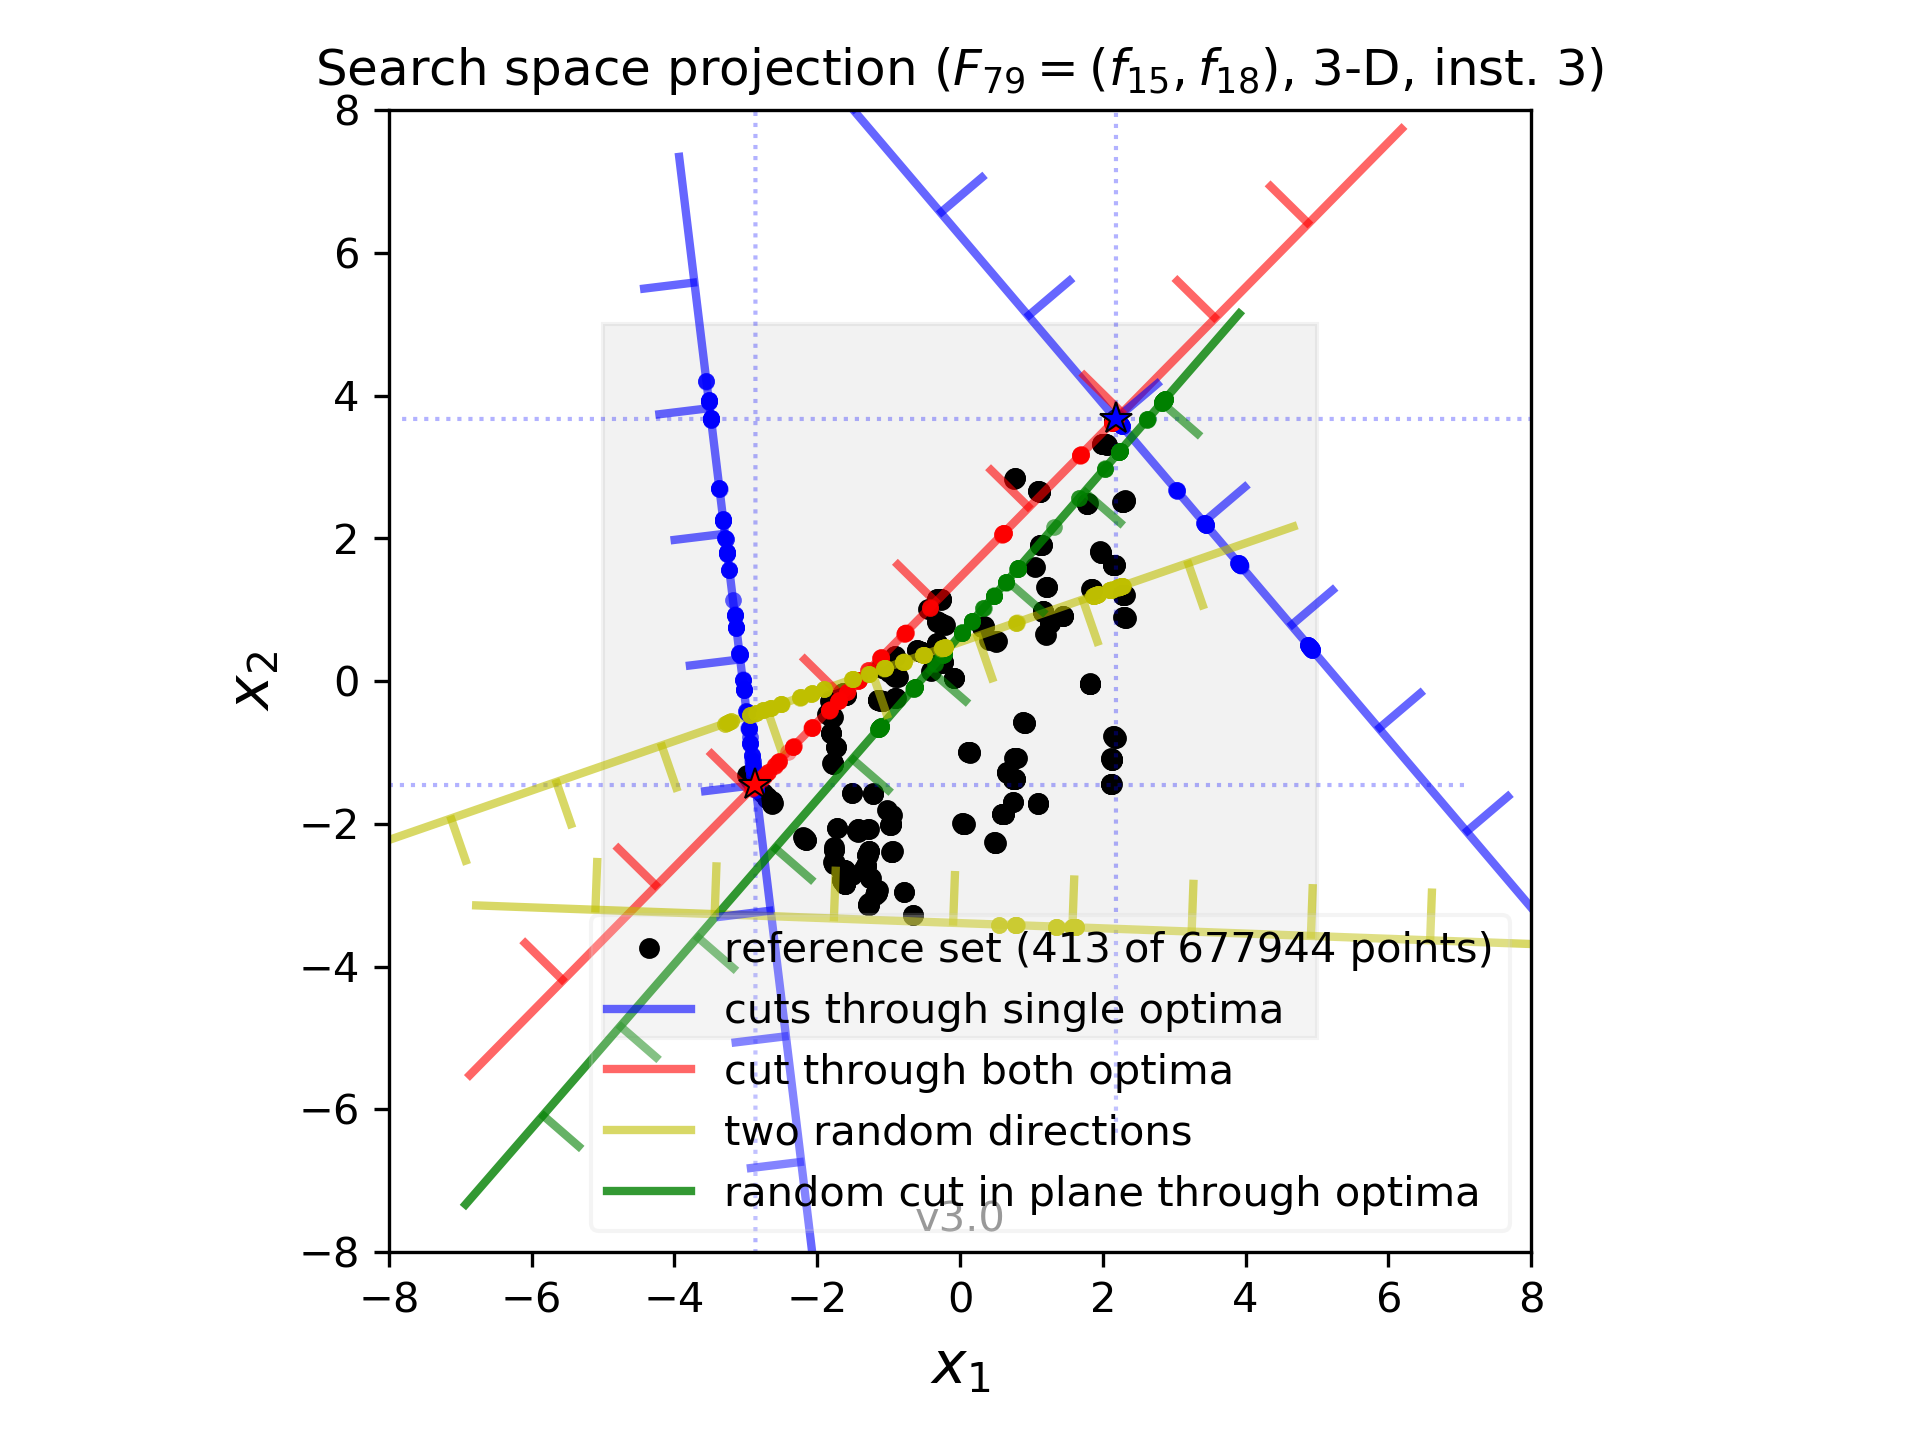 Search space projection (F79 = (f15, f18), 3-D, inst. 3)
8
6
4
2
0
−2
−4
−6
−8
x2
reference set (413 of 677944 points)
cuts through single optima
cut through both optima
two random directions
random cut in plane through optima
v3.0
−8 −6 −4 −2 0 2 4 6 8
x1